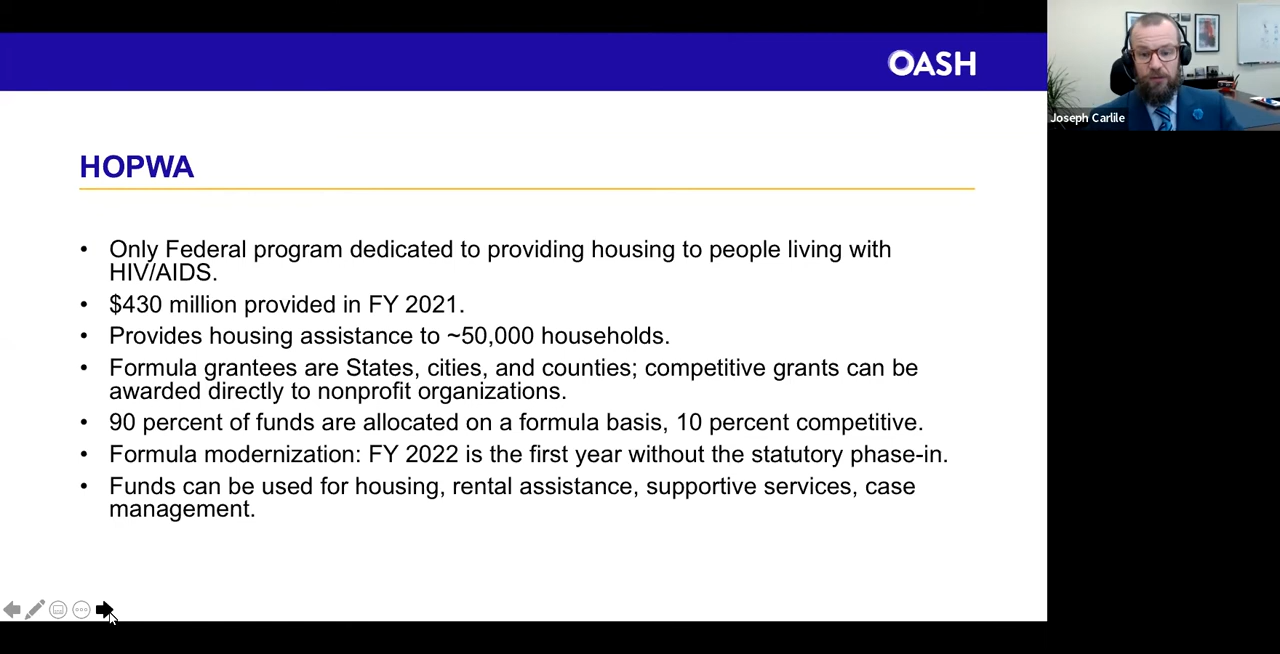 OASH
Joseph Carlile
HOPWA
• Only Federal program dedicated to providing housing to people living with
HIV/AIDS.
• $430 million provided in FY 2021.
• Provides housing assistance to ~50,000 households.
• Formula grantees are States, cities, and counties; competitive grants can be
awarded directly to nonprofit organizations.
• 90 percent of funds are allocated on a formula basis, 10 percent competitive.
• Formula modernization: FY 2022 is the first year without the statutory phase-in.
• Funds can be used for housing, rental assistance, supportive services, case
management.